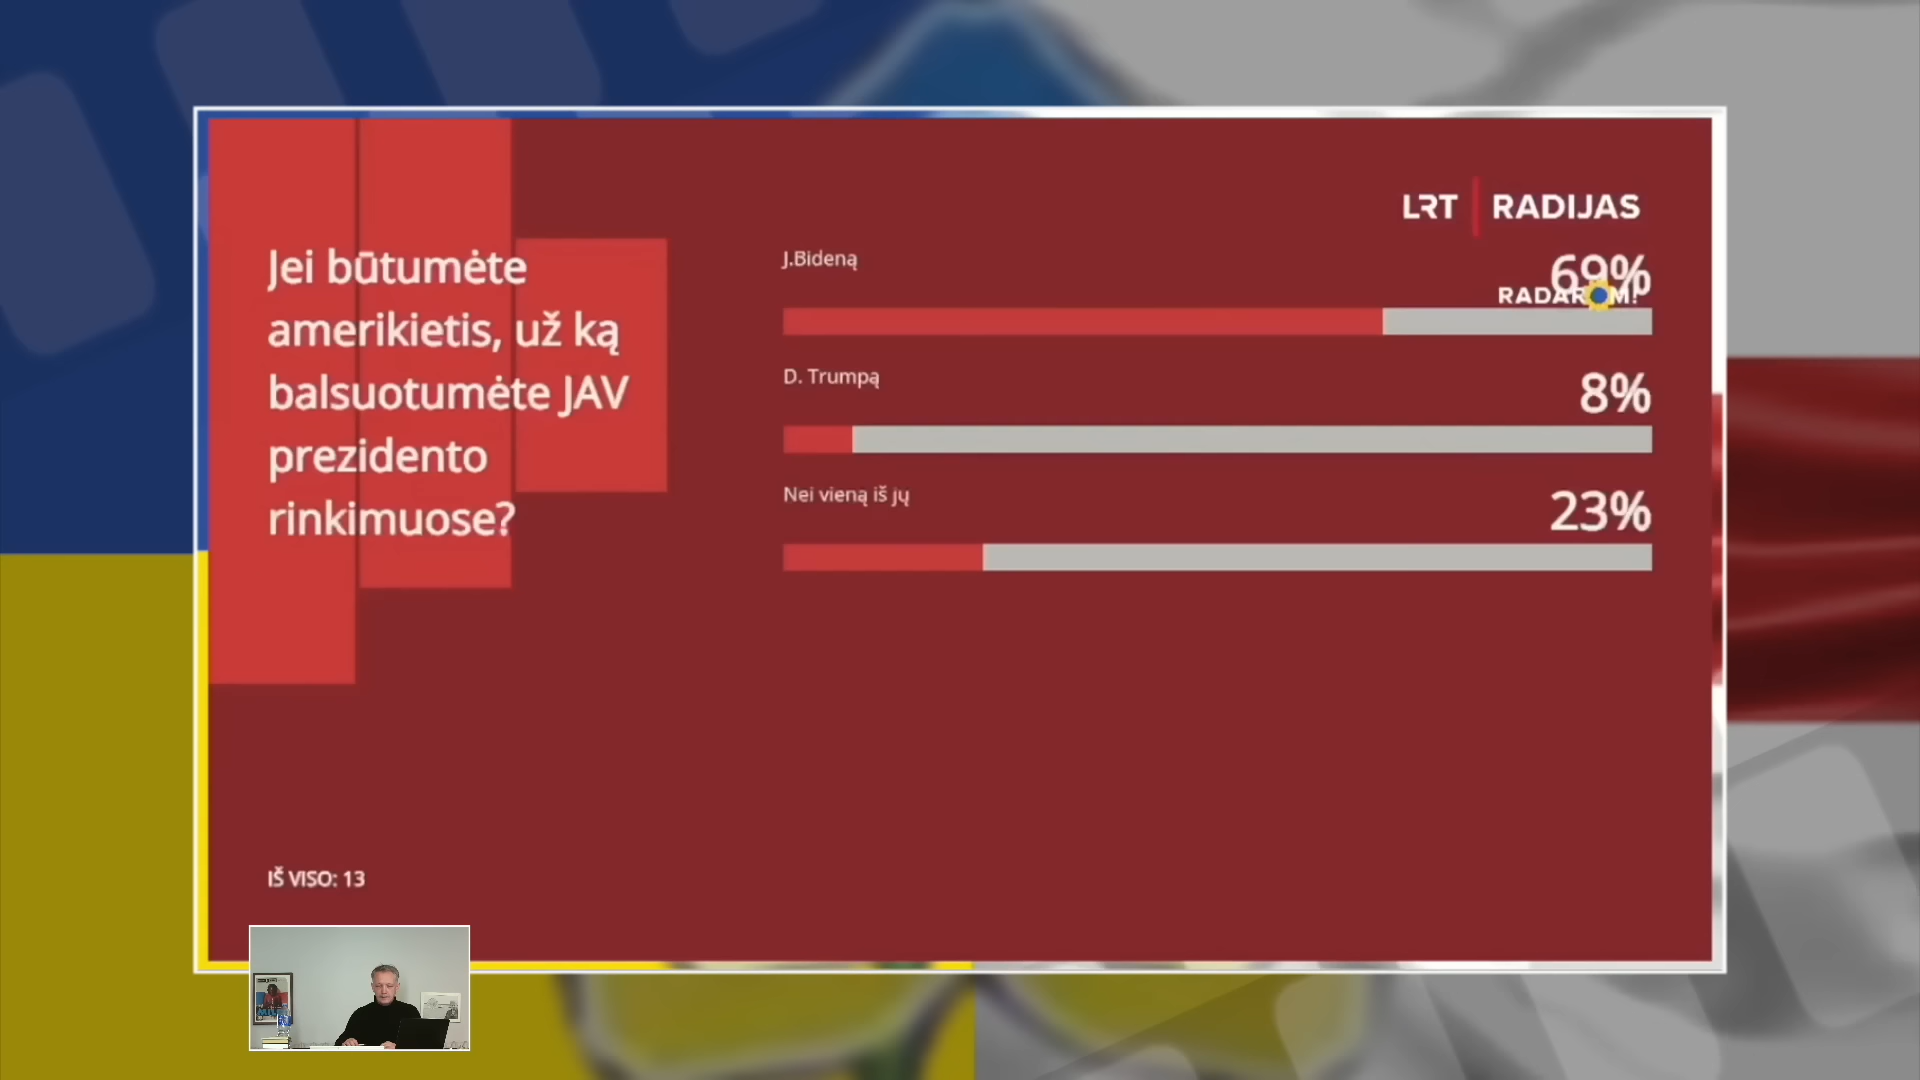 LRT | RADIJAS
Jei būtumėte
amerikietis, už ką
balsuotumėte JAV
prezidento
rinkimuose?
J.Bideną
69%
RADAROM!
D. Trumpą
8%
Nei vieną iš jų
23%
IŠ VISO: 13